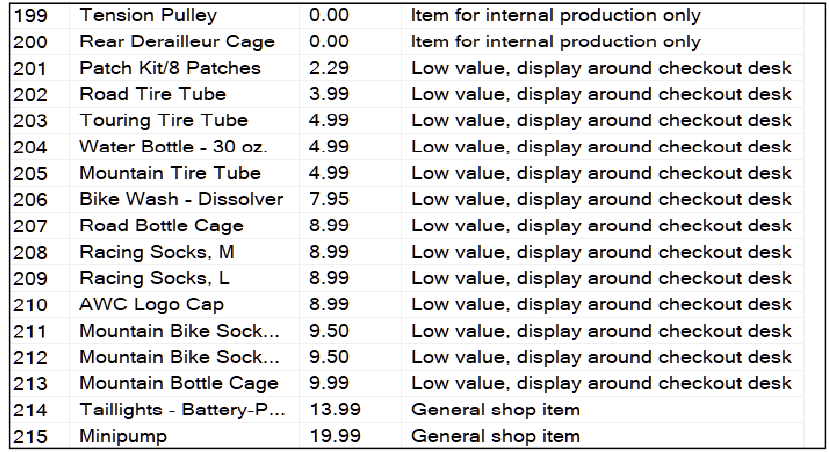 199 Tension Pulley 0.00 Item for internal production only
200 Rear Derailleur Cage 0.00 Item for internal production only
201 Patch Kit/8 Patches 2.29 Low value, display around checkout desk
202 Road Tire Tube 3.99 Low value, display around checkout desk
203 Touring Tire Tube 4.99 Low value, display around checkout desk
204 Water Bottle - 30 oz. 4.99 Low value, display around checkout desk
205 Mountain Tire Tube 4.99 Low value, display around checkout desk
206 Bike Wash - Dissolver 7.95 Low value, display around checkout desk
207 Road Bottle Cage 8.99 Low value, display around checkout desk
208 Racing Socks, M 8.99 Low value, display around checkout desk
209 Racing Socks, L 8.99 Low value, display around checkout desk
210 AWC Logo Cap 8.99 Low value, display around checkout desk
211 Mountain Bike Sock... 9.50 Low value, display around checkout desk
212 Mountain Bike Sock... 9.50 Low value, display around checkout desk
213 Mountain Bottle Cage 9.99 Low value, display around checkout desk
214 Taillights - Battery-P... 13.99 General shop item
215 Minipump 19.99 General shop item